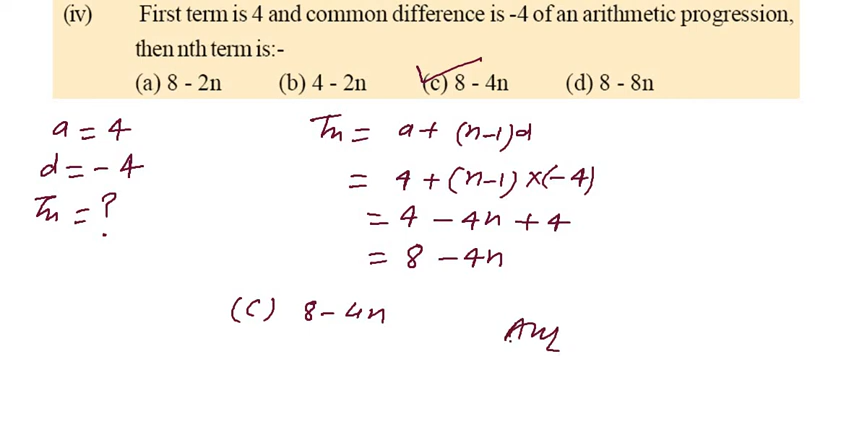 (iv) First term is 4 and common difference is -4 of an arithmetic progression,
then nth term is:-
(a) 8 - 2n (b) 4 - 2n (c) 8 - 4n (d) 8 - 8n
a = 4
d = - 4
Tn = ?
Tn = a + (n-1)d
= 4 + (n-1) x (-4)
= 4 - 4n + 4
= 8 - 4n
(C) 8 - 4n
Ans